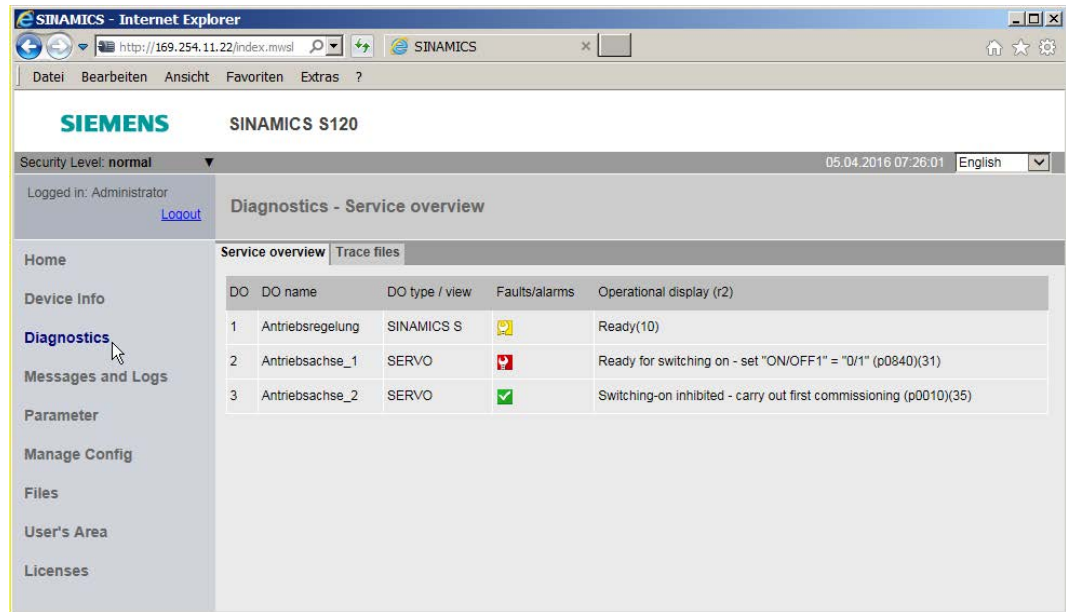 SINAMICS - Internet Explorer
http://169.254.11.22/index.mwsl SINAMICS
Datei Bearbeiten Ansicht Favoriten Extras ?
SIEMENS SINAMICS S120
Security Level: normal 05.04.2016 07:26:01 English
Logged in: Administrator
Logout
Diagnostics - Service overview
Service overview Trace files
Home
Device Info
Diagnostics
Messages and Logs
Parameter
Manage Config
Files
User's Area
Licenses
DO DO name DO type / view Faults/alarms Operational display (r2)
1 Antriebsregelung SINAMICS S Ready(10)
2 Antriebsachse_1 SERVO Ready for switching on - set "ON/OFF1" = "0/1" (p0840)(31)
3 Antriebsachse_2 SERVO Switching-on inhibited - carry out first commissioning (p0010)(35)